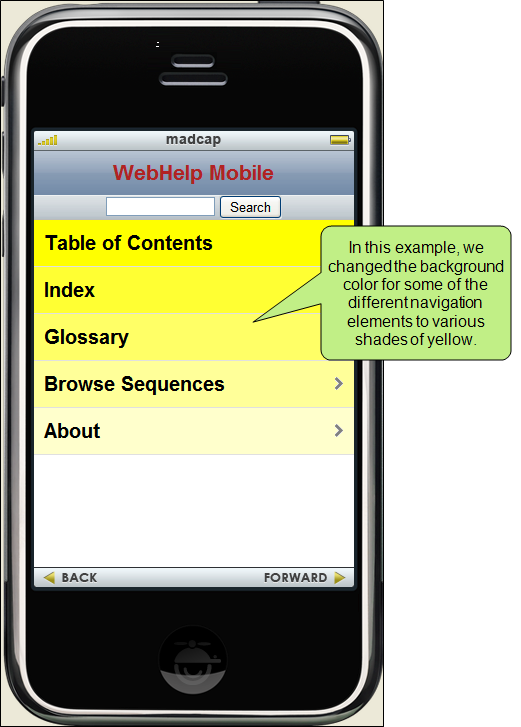 madcap
WebHelp Mobile
Search
Table of Contents
Index
Glossary
Browse Sequences
About
In this example, we
changed the background
color for some of the
different navigation
elements to various
shades of yellow.
BACK
FORWARD